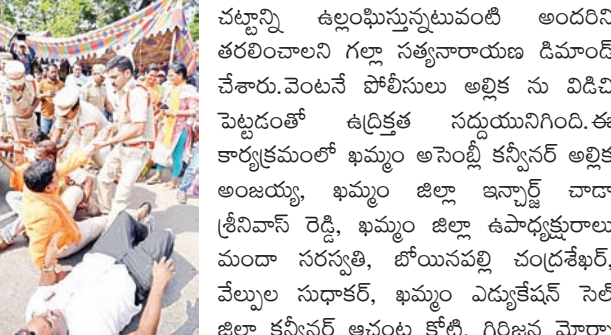 చట్టాన్ని ఉల్లంఘిస్తున్నటువంటి అందరిని
తరలించాలని గల్లా సత్యనారాయణ డిమాండ్
చేశారు.వెంటనే పోలీసులు అల్లిక ను విడిచి
పెట్టడంతో ఉద్రిక్తత సద్దుయునిగింది.ఈ
కార్యక్రమంలో ఖమ్మం అసెంబ్లీ కన్వీనర్ అల్లిక
అంజయ్య, ఖమ్మం జిల్లా ఇన్చార్జ్ చాడా
శ్రీనివాస్ రెడ్డి, ఖమ్మం జిల్లా ఉపాధ్యక్షురాలు
మందా సరస్వతి, బోయినపల్లి చంద్రశేఖర్,
వేల్పుల సుధాకర్, ఖమ్మం ఎడ్యుకేషన్ సెల్
జిల్లా కన్వీనర్ ఆచంట కోటి, గిరిజన మోర్చా